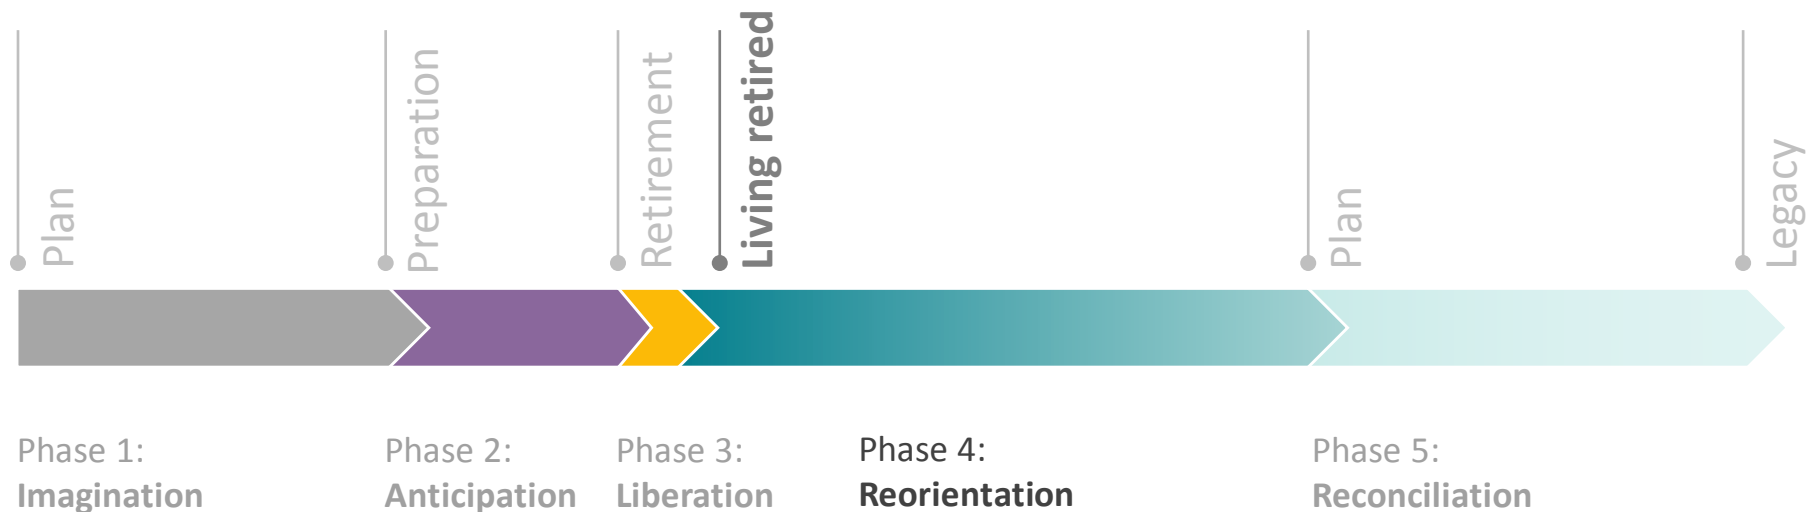 Plan
Preparation
Retirement
Living retired
Plan
Legacy
Phase 1:
Imagination
Phase 2:
Anticipation
Phase 3:
Liberation
Phase 4:
Reorientation
Phase 5:
Reconciliation